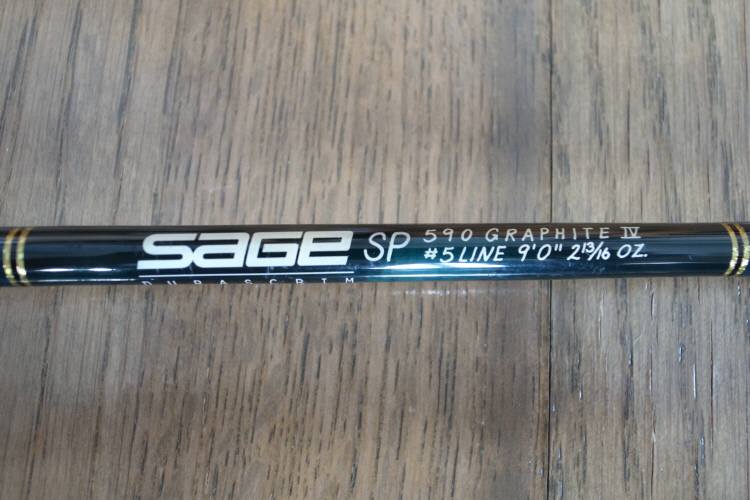 SAGE SP 590 GRAPHITE IV
#5 LINE 9'0" 2 13/16 OZ.
DURASCRIM